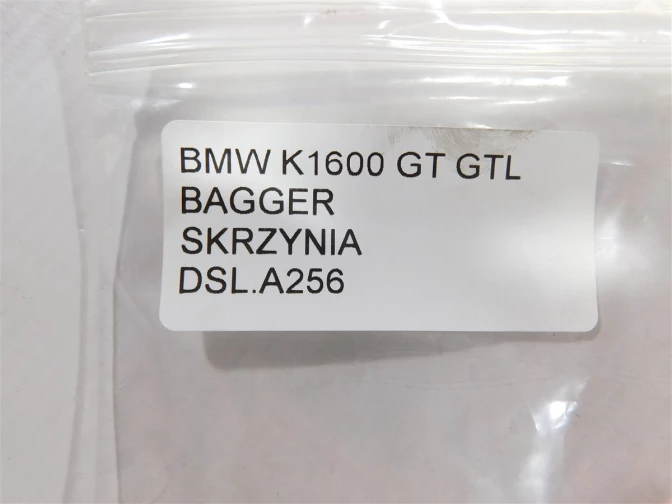 BMW K1600 GT GTL
BAGGER
SKRZYNIA
DSL.A256